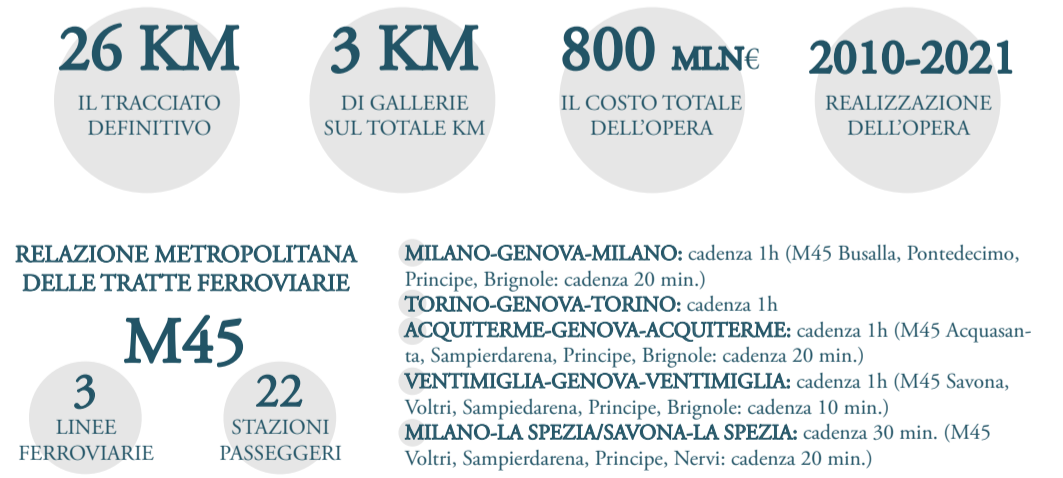 26 KM
IL TRACCIATO
DEFINITIVO
3 KM
DI GALLERIE
SUL TOTALE KM
800 MLN€
IL COSTO TOTALE
DELL'OPERA
2010-2021
REALIZZAZIONE
DELL'OPERA
RELAZIONE METROPOLITANA
DELLE TRATTE FERROVIARIE
M45
3
LINEE
FERROVIARIE
22
STAZIONI
PASSEGGERI
MILANO-GENOVA-MILANO: cadenza 1h (M45 Busalla, Pontedecimo,
Principe, Brignole: cadenza 20 min.)
TORINO-GENOVA-TORINO: cadenza 1h
ACQUITERME-GENOVA-ACQUITERME: cadenza 1h (M45 Acquasan-
ta, Sampierdarena, Principe, Brignole: cadenza 20 min.)
VENTIMIGLIA-GENOVA-VENTIMIGLIA: cadenza 1h (M45 Savona,
Voltri, Sampiedarena, Principe, Brignole: cadenza 10 min.)
MILANO-LA SPEZIA/SAVONA-LA SPEZIA: cadenza 30 min. (M45
Voltri, Sampierdarena, Principe, Nervi: cadenza 20 min.)